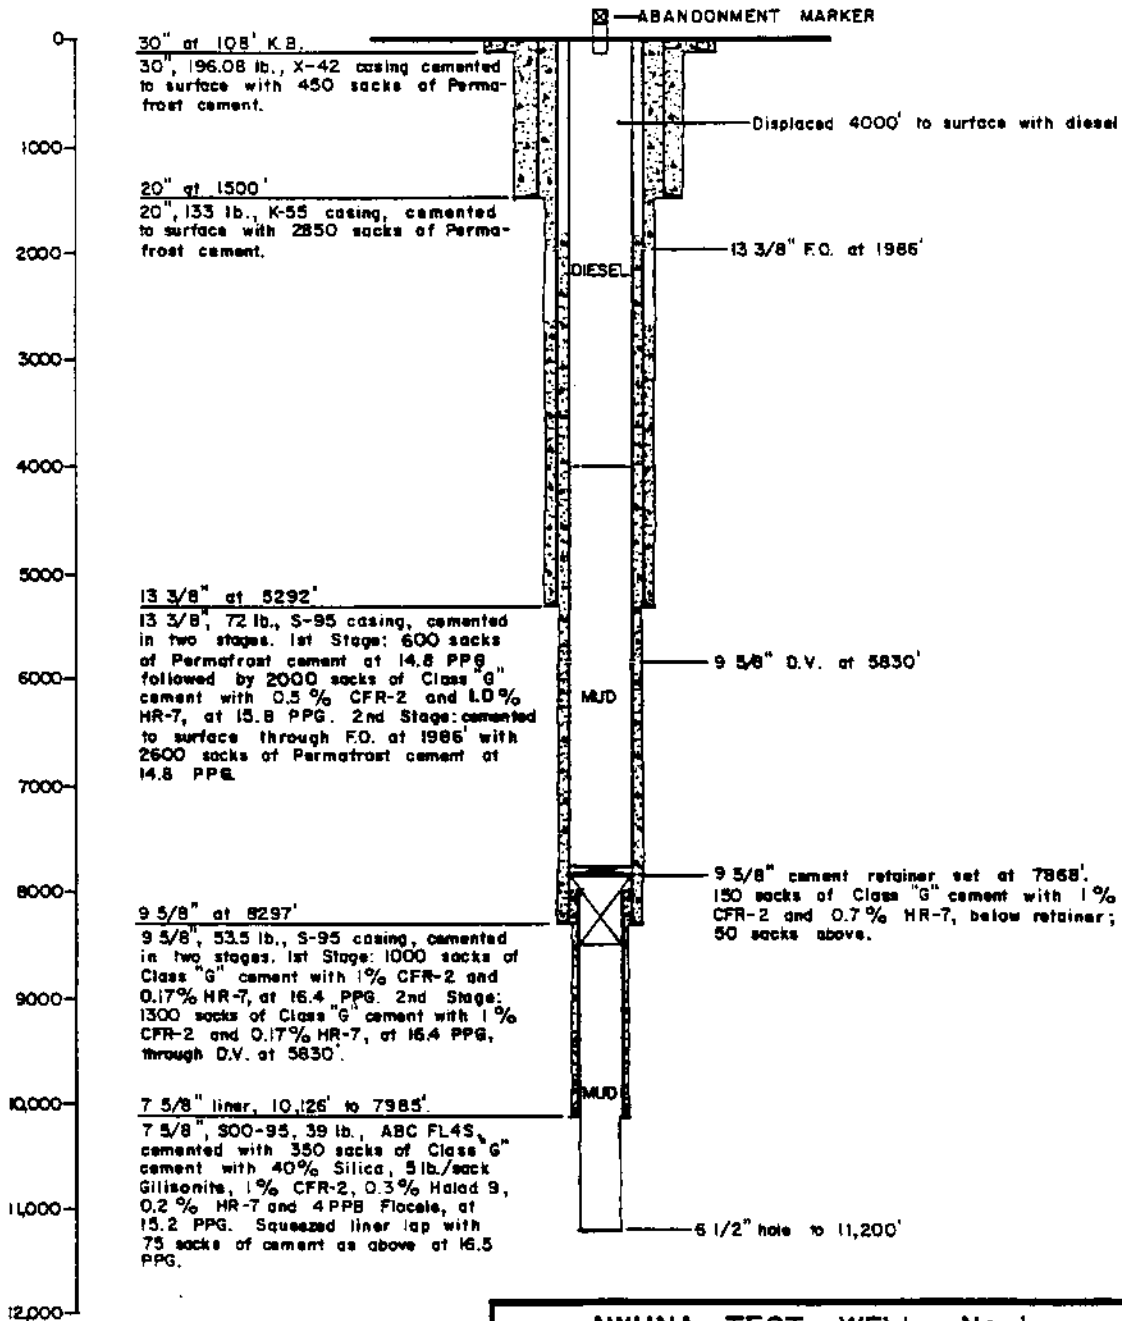 ABANDONMENT MARKER
0
30" at 108' K.B.
30", 196.08 lb., X-42 casing cemented
to surface with 450 sacks of Perma-
frost cement.
Displaced 4000' to surface with diesel
1000
20" at 1500'
20", 133 lb., K-55 casing, cemented
to surface with 2850 sacks of Perma-
frost cement.
2000
13 3/8" F.O. at 1986'
DIESEL
3000
4000
5000
13 3/8" at 5292'
13 3/8", 72 lb., S-95 casing, cemented
in two stages. 1st Stage: 600 sacks
of Permafrost cement at 14.8 PPG
followed by 2000 sacks of Class "G"
cement with 0.5 % CFR-2 and 1.0 %
HR-7, at 15.8 PPG. 2nd Stage: cemented
to surface through F.O. at 1986' with
2600 sacks of Permafrost cement at
14.8 PPG.
9 5/8" D.V. at 5830'
6000
MUD
7000
8000
9 5/8" cement retainer set at 7868'.
150 sacks of Class "G" cement with 1 %
CFR-2 and 0.7 % HR-7, below retainer;
50 sacks above.
9 5/8" at 8297'
9 5/8", 53.5 lb., S-95 casing, cemented
in two stages. 1st Stage: 1000 sacks of
Class "G" cement with 1% CFR-2 and
0.17% HR-7, at 16.4 PPG. 2nd Stage:
1300 sacks of Class "G" cement with 1 %
CFR-2 and 0.17% HR-7, at 16.4 PPG,
through D.V. at 5830'.
9000
10,000
MUD
7 5/8" liner, 10,126' to 7985'.
7 5/8", SOO-95, 39 lb., ABC FL4S,
cemented with 350 sacks of Class "G"
cement with 40% Silica, 5 lb./sack
Gilisonite, 1% CFR-2, 0.3% Halad 9,
0.2 % HR-7 and 4 PPB Flocele, at
15.2 PPG. Squeezed liner lap with
75 sacks of cement as above at 16.5
PPG.
11,000
6 1/2" hole to 11,200'
12,000
TEST WELL No. 1